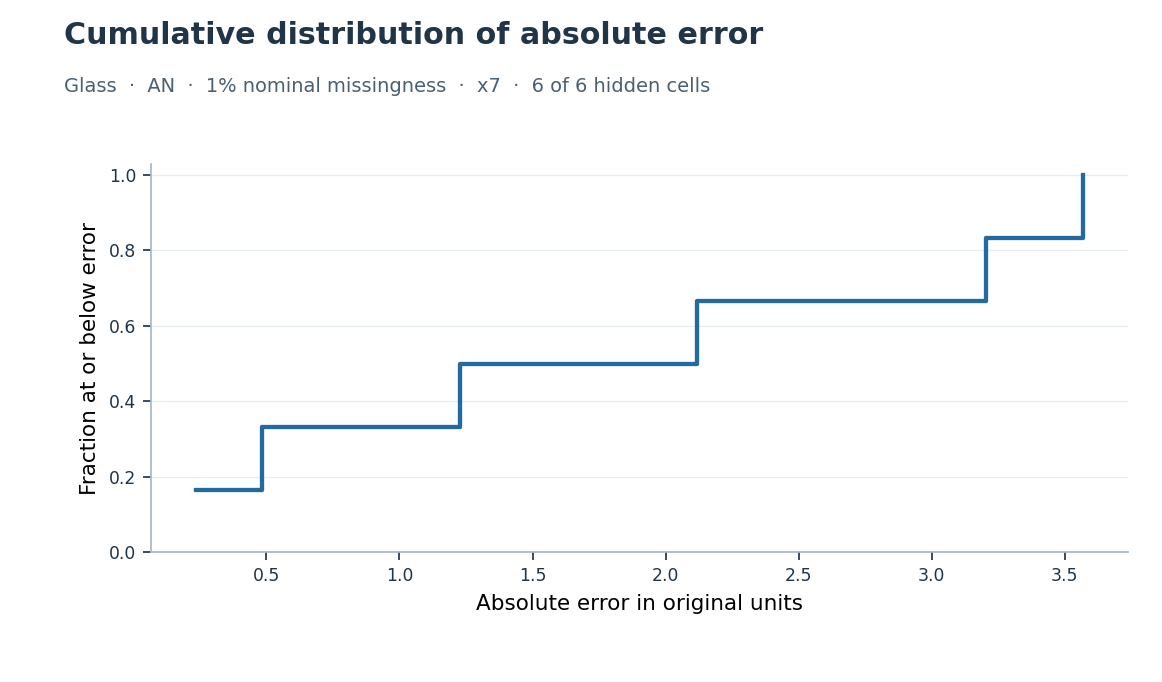 Cumulative distribution of absolute error
Glass · AN · 1% nominal missingness · x7 · 6 of 6 hidden cells
Fraction at or below error
1.0
0.8
0.6
0.4
0.2
0.0
0.5 1.0 1.5 2.0 2.5 3.0 3.5
Absolute error in original units